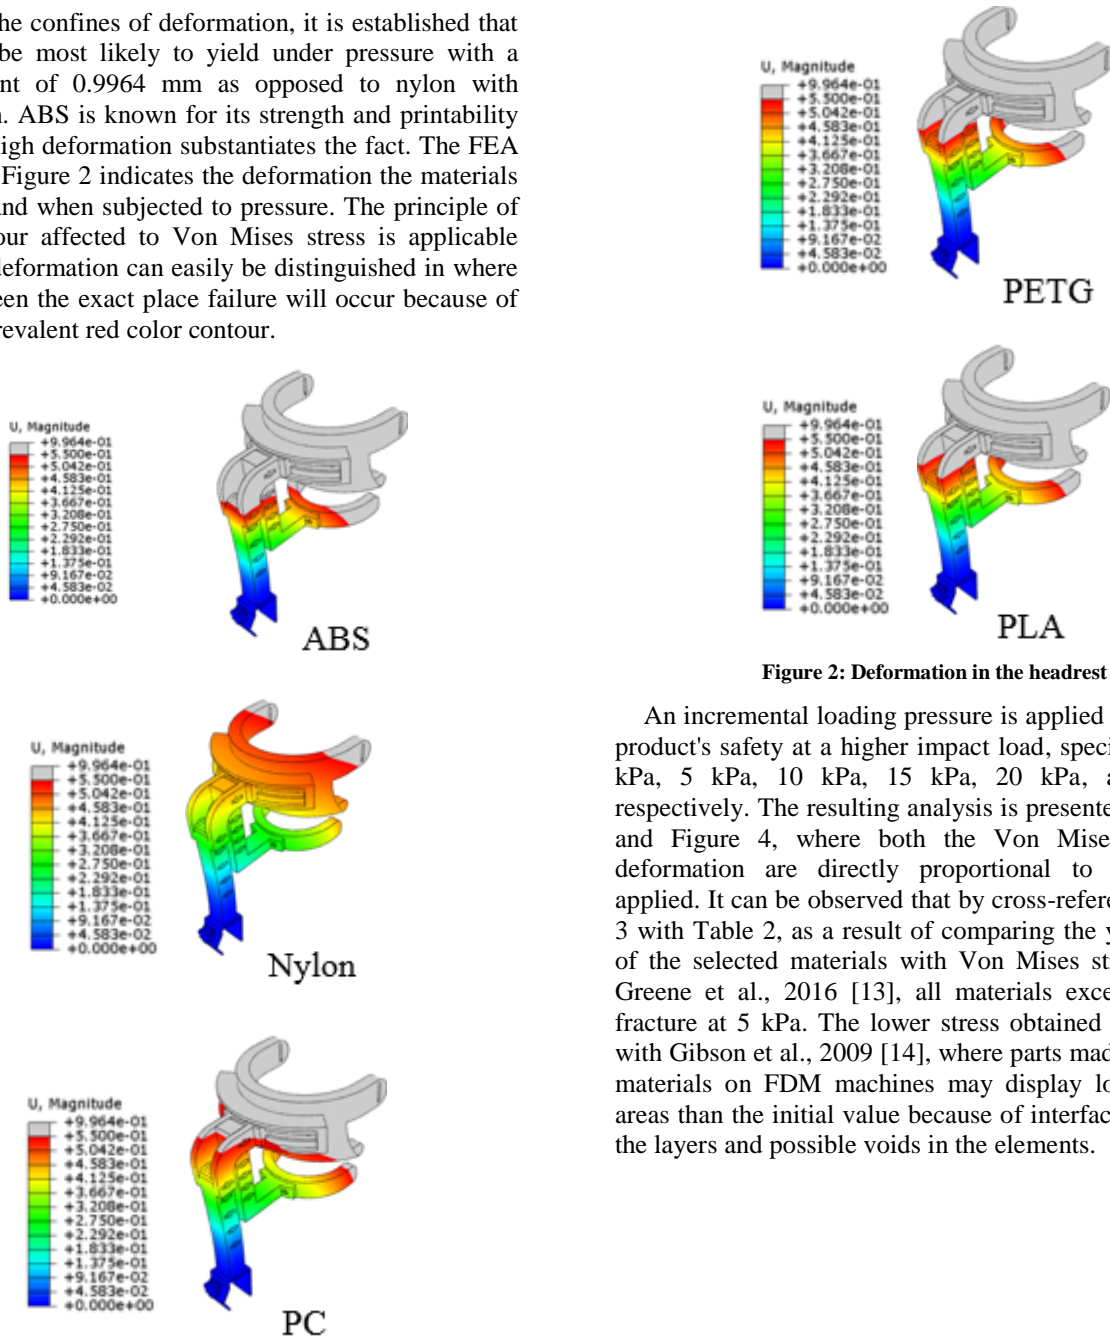 he confines of deformation, it is established that
be most likely to yield under pressure with a
nt of 0.9964 mm as opposed to nylon with
. ABS is known for its strength and printability
igh deformation substantiates the fact. The FEA
Figure 2 indicates the deformation the materials
and when subjected to pressure. The principle of
our affected to Von Mises stress is applicable
deformation can easily be distinguished in where
een the exact place failure will occur because of
revalent red color contour.
U, Magnitude
+9.964e-01
+5.500e-01
+5.042e-01
+4.583e-01
+4.125e-01
+3.667e-01
+3.208e-01
+2.750e-01
+2.292e-01
+1.833e-01
+1.375e-01
+9.167e-02
+4.583e-02
+0.000e+00
ABS
U, Magnitude
+9.964e-01
+5.500e-01
+5.042e-01
+4.583e-01
+4.125e-01
+3.667e-01
+3.208e-01
+2.750e-01
+2.292e-01
+1.833e-01
+1.375e-01
+9.167e-02
+4.583e-02
+0.000e+00
Nylon
U, Magnitude
+9.964e-01
+5.500e-01
+5.042e-01
+4.583e-01
+4.125e-01
+3.667e-01
+3.208e-01
+2.750e-01
+2.292e-01
+1.833e-01
+1.375e-01
+9.167e-02
+4.583e-02
+0.000e+00
PC
U, Magnitude
+9.964e-01
+5.500e-01
+5.042e-01
+4.583e-01
+4.125e-01
+3.667e-01
+3.208e-01
+2.750e-01
+2.292e-01
+1.833e-01
+1.375e-01
+9.167e-02
+4.583e-02
+0.000e+00
PETG
U, Magnitude
+9.964e-01
+5.500e-01
+5.042e-01
+4.583e-01
+4.125e-01
+3.667e-01
+3.208e-01
+2.750e-01
+2.292e-01
+1.833e-01
+1.375e-01
+9.167e-02
+4.583e-02
+0.000e+00
PLA
Figure 2: Deformation in the headrest
An incremental loading pressure is applied
product's safety at a higher impact load, speci
kPa, 5 kPa, 10 kPa, 15 kPa, 20 kPa, a
respectively. The resulting analysis is presente
and Figure 4, where both the Von Mise
deformation are directly proportional to
applied. It can be observed that by cross-refere
3 with Table 2, as a result of comparing the y
of the selected materials with Von Mises str
Greene et al., 2016 [13], all materials exce
fracture at 5 kPa. The lower stress obtained
with Gibson et al., 2009 [14], where parts mad
materials on FDM machines may display lo
areas than the initial value because of interfac
the layers and possible voids in the elements.